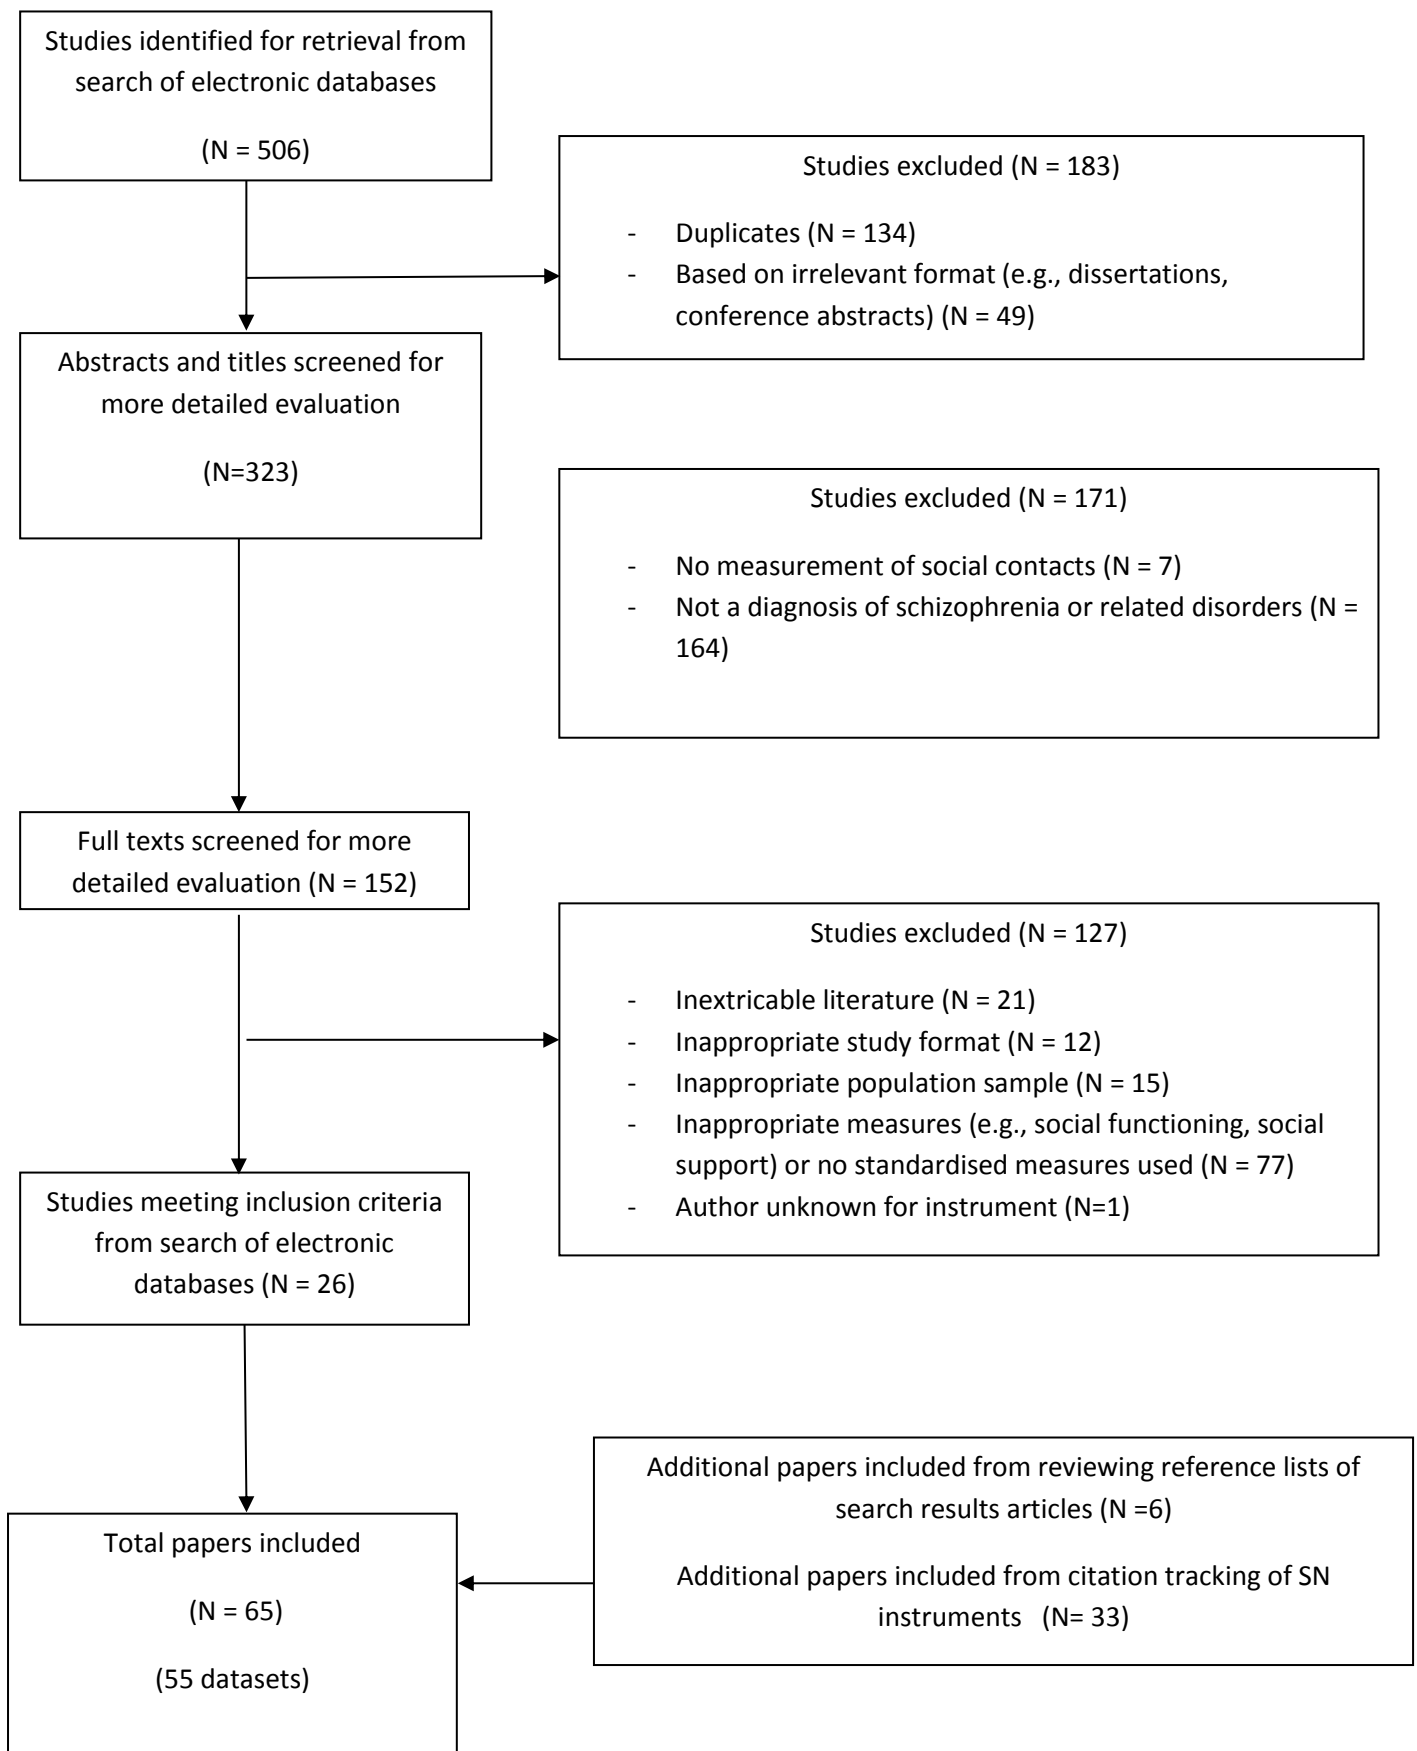 Studies identified for retrieval from
search of electronic databases
(N = 506)
Studies excluded (N = 183)
- Duplicates (N = 134)
- Based on irrelevant format (e.g., dissertations,
conference abstracts) (N = 49)
Abstracts and titles screened for
more detailed evaluation
(N=323)
Studies excluded (N = 171)
- No measurement of social contacts (N = 7)
- Not a diagnosis of schizophrenia or related disorders (N =
164)
Full texts screened for more
detailed evaluation (N = 152)
Studies excluded (N = 127)
- Inextricable literature (N = 21)
- Inappropriate study format (N = 12)
- Inappropriate population sample (N = 15)
- Inappropriate measures (e.g., social functioning, social
support) or no standardised measures used (N = 77)
- Author unknown for instrument (N=1)
Studies meeting inclusion criteria
from search of electronic
databases (N = 26)
Additional papers included from reviewing reference lists of
search results articles (N =6)
Additional papers included from citation tracking of SN
instruments (N= 33)
Total papers included
(N = 65)
(55 datasets)